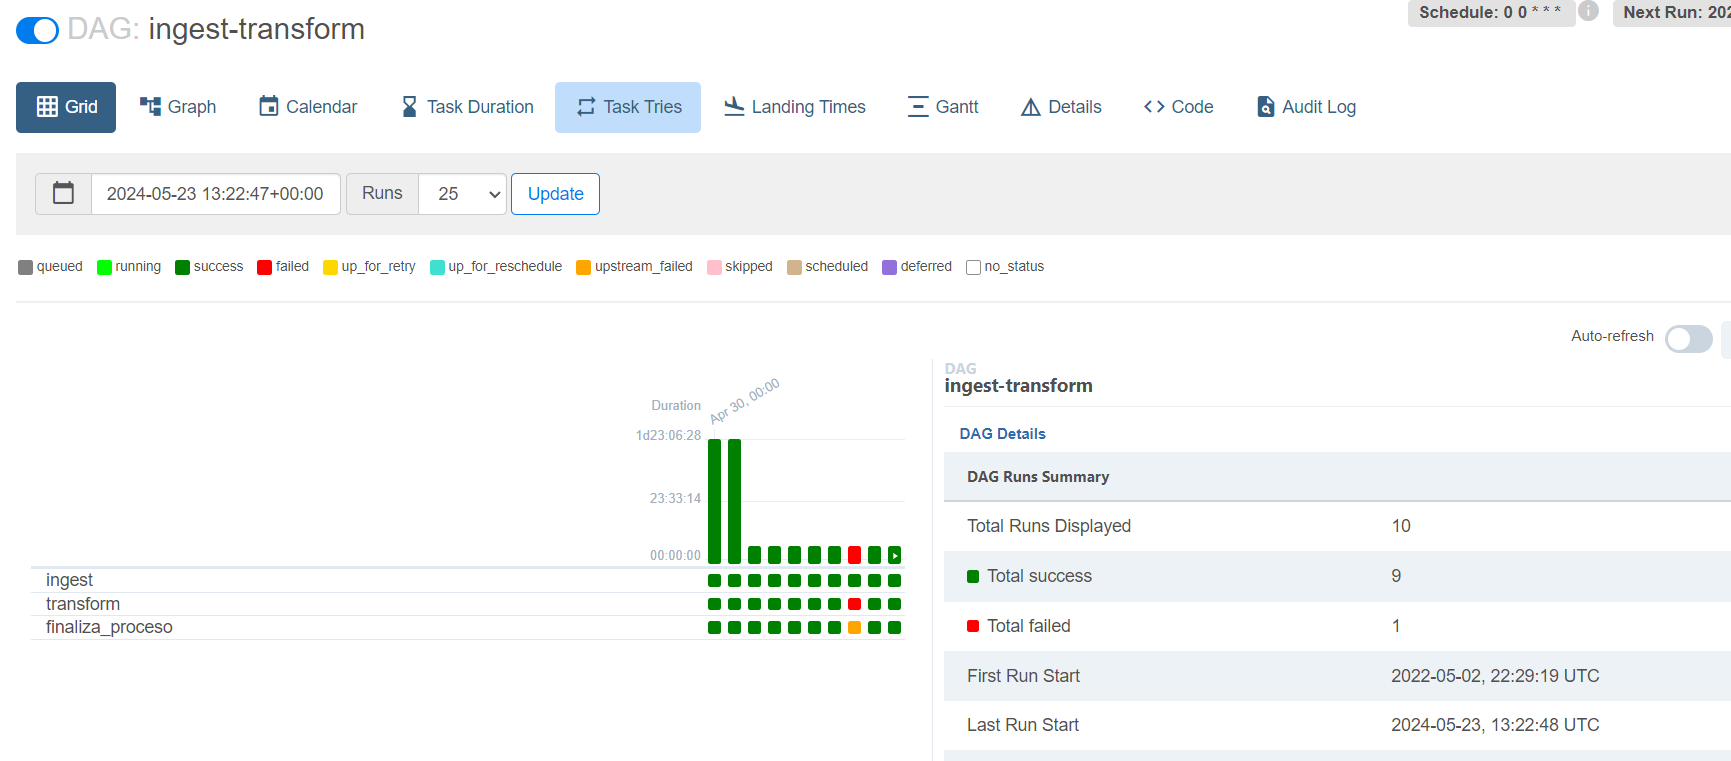 DAG: ingest-transform
Schedule: 0 0 * * *
Next Run: 202
Grid
Graph
Calendar
Task Duration
Task Tries
Landing Times
Gantt
Details
Code
Audit Log
2024-05-23 13:22:47+00:00
Runs
25
Update
queued
running
success
failed
up_for_retry
up_for_reschedule
upstream_failed
skipped
scheduled
deferred
no_status
Auto-refresh
Duration
Apr 30, 00:00
1d23:06:28
23:33:14
00:00:00
ingest
transform
finaliza_proceso
DAG
ingest-transform
DAG Details
DAG Runs Summary
Total Runs Displayed 10
Total success 9
Total failed 1
First Run Start 2022-05-02, 22:29:19 UTC
Last Run Start 2024-05-23, 13:22:48 UTC